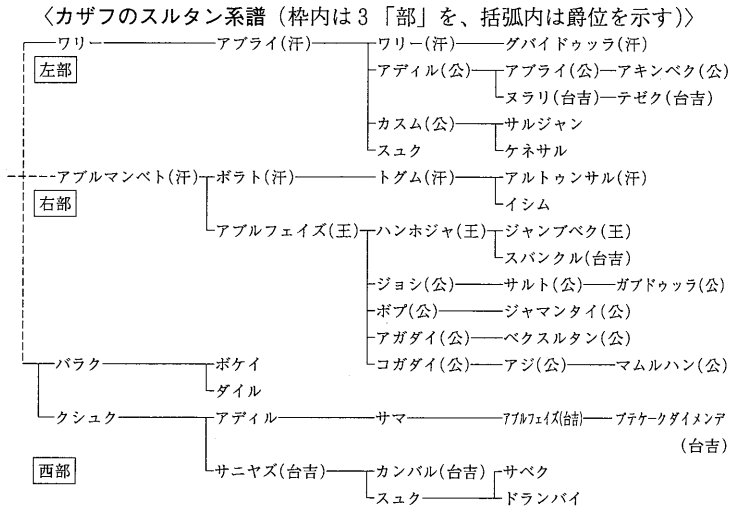 〈カザフのスルタン系譜（枠内は3「部」を、括弧内は爵位を示す)〉
ワリー アブライ(汗) ワリー(汗) グバイドゥッラ(汗)
左部 アディル(公) アブライ(公) アキンベク(公)
ヌラリ(台吉) テゼク(台吉)
カスム(公) サルジャン
スュク ケネサル
アブルマンベト(汗) ボラト(汗) トグム(汗) アルトゥンサル(汗)
右部 イシム
アブルフェイズ(王) ハンホジャ(王) ジャンブベク(王)
スバンクル(台吉)
ジョシ(公) サルト(公) ガブドゥッラ(公)
ボプ(公) ジャマンタイ(公)
アガダイ(公) ベクスルタン(公)
バラク ボケイ コガダイ(公) アジ(公) マムルハン(公)
ダイル
クシュク アディル サマ アブルフェイズ(台吉) ブテケークダイメンデ
(台吉)
西部 サニヤズ(台吉) カンバル(台吉) サベク
スュク ドランバイ